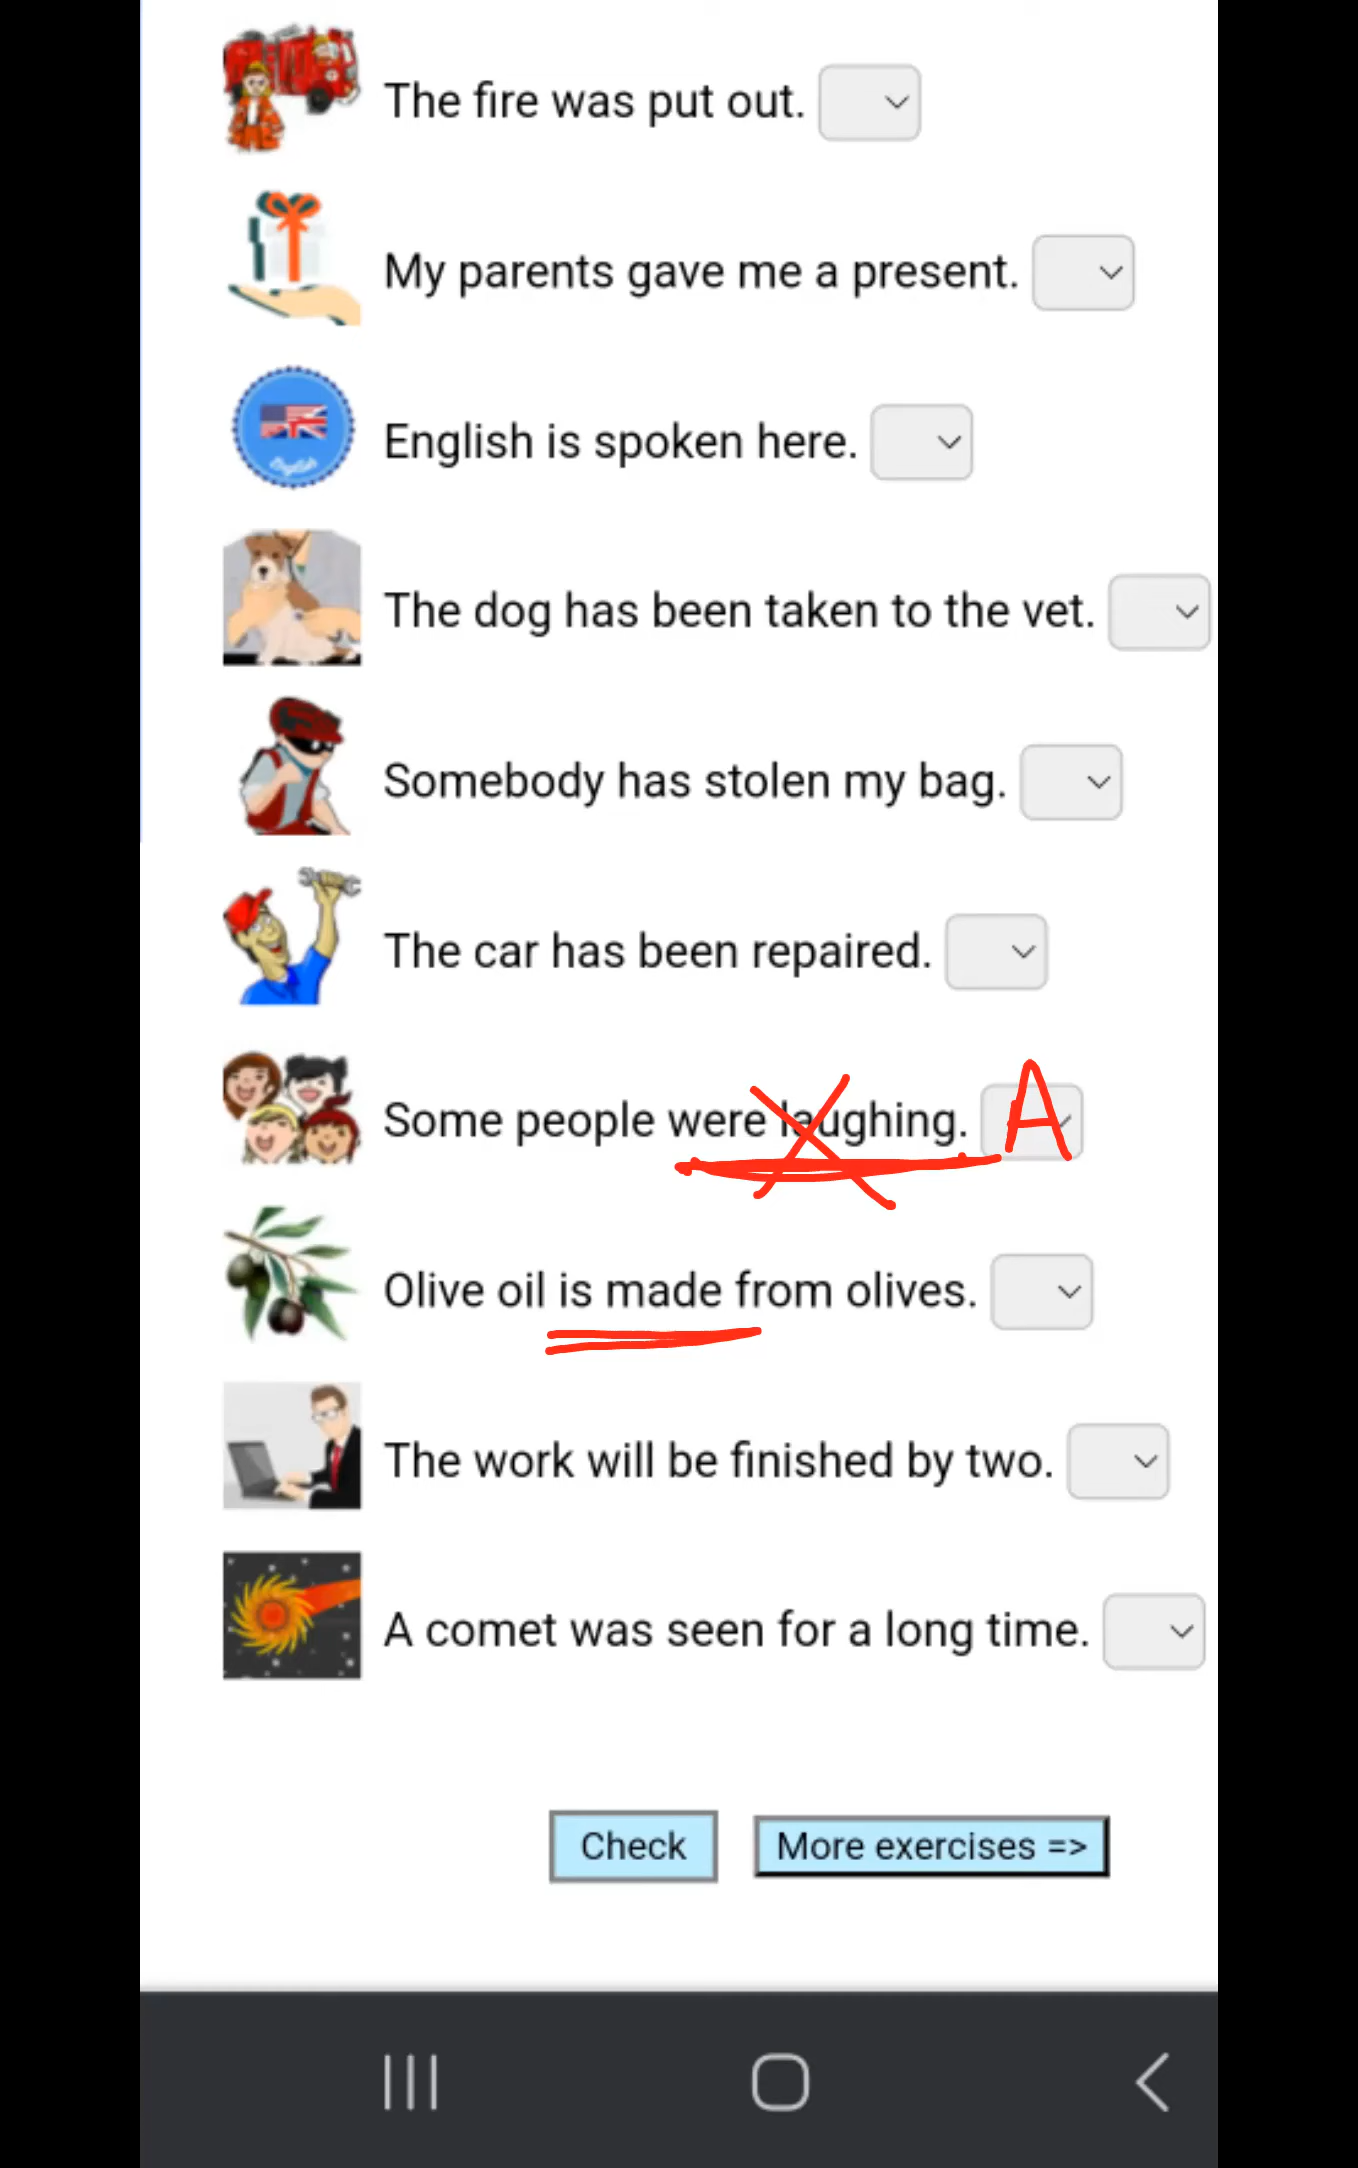 The fire was put out.
My parents gave me a present.
English
English is spoken here.
The dog has been taken to the vet.
Somebody has stolen my bag.
The car has been repaired.
Some people were laughing. A
Olive oil is made from olives.
The work will be finished by two.
A comet was seen for a long time.
Check More exercises =>